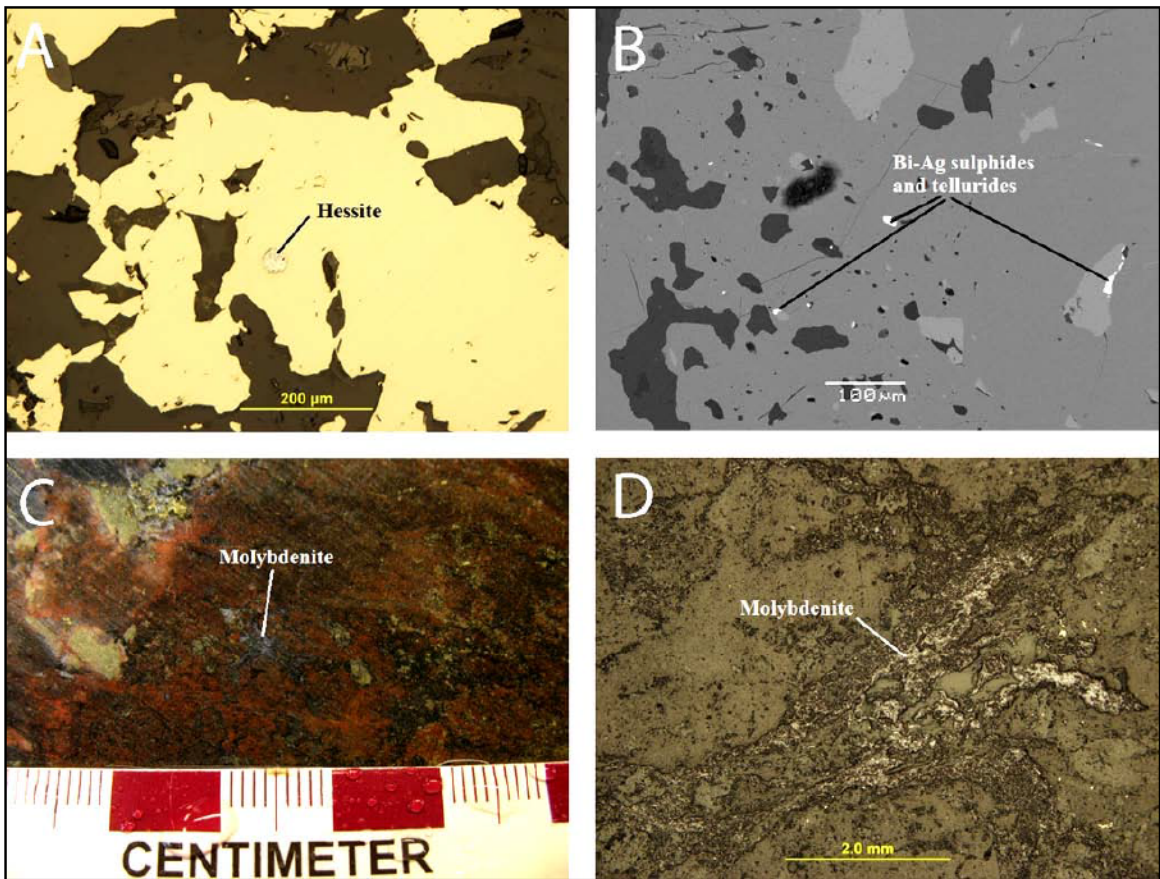 A
Hessite
200 µm
B
Bi-Ag sulphides
and tellurides
100µm
C
Molybdenite
CENTIMETER
D
Molybdenite
2.0 mm